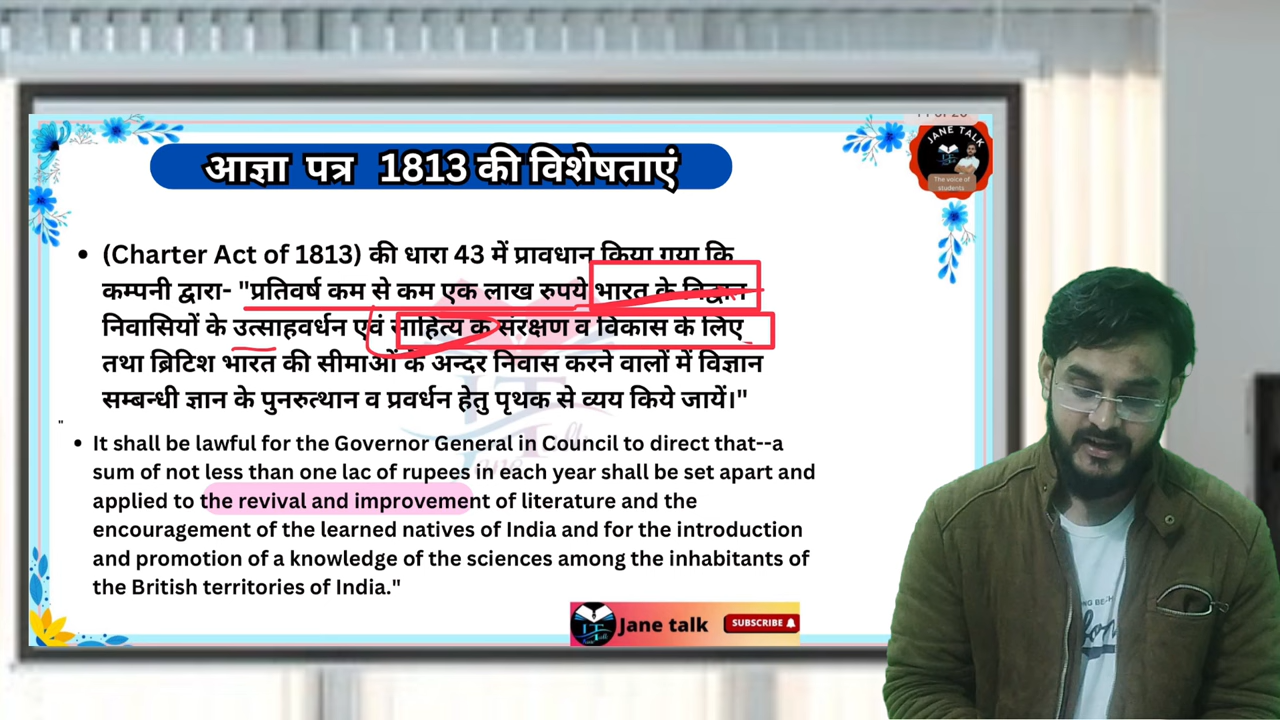 JANE TALK
The voice of
students
आज्ञा पत्र 1813 की विशेषताएं
• (Charter Act of 1813) की धारा 43 में प्रावधान किया गया कि
कम्पनी द्वारा- "प्रतिवर्ष कम से कम एक लाख रुपये भारत के विद्वान
निवासियों के उत्साहवर्धन एवं साहित्य के संरक्षण व विकास के लिए
तथा ब्रिटिश भारत की सीमाओं के अन्दर निवास करने वालों में विज्ञान
सम्बन्धी ज्ञान के पुनरुत्थान व प्रवर्धन हेतु पृथक से व्यय किये जायें।"
"
• It shall be lawful for the Governor General in Council to direct that--a
sum of not less than one lac of rupees in each year shall be set apart and
applied to the revival and improvement of literature and the
encouragement of the learned natives of India and for the introduction
and promotion of a knowledge of the sciences among the inhabitants of
the British territories of India."
Jane talk
SUBSCRIBE